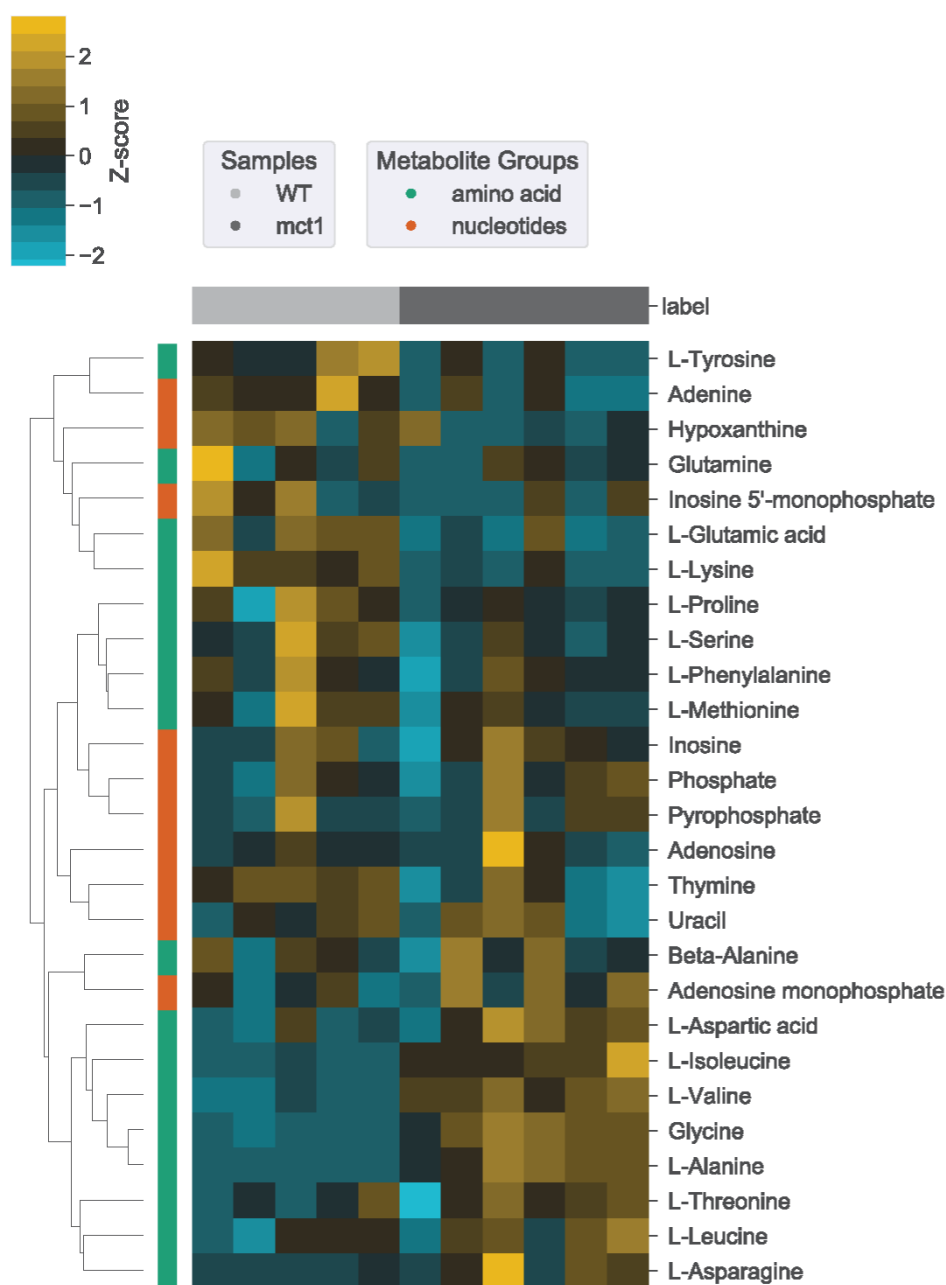 2
1
0
−1
−2
Z-score
Samples
WT
mct1
Metabolite Groups
amino acid
nucleotides
label
L-Tyrosine
Adenine
Hypoxanthine
Glutamine
Inosine 5'-monophosphate
L-Glutamic acid
L-Lysine
L-Proline
L-Serine
L-Phenylalanine
L-Methionine
Inosine
Phosphate
Pyrophosphate
Adenosine
Thymine
Uracil
Beta-Alanine
Adenosine monophosphate
L-Aspartic acid
L-Isoleucine
L-Valine
Glycine
L-Alanine
L-Threonine
L-Leucine
L-Asparagine